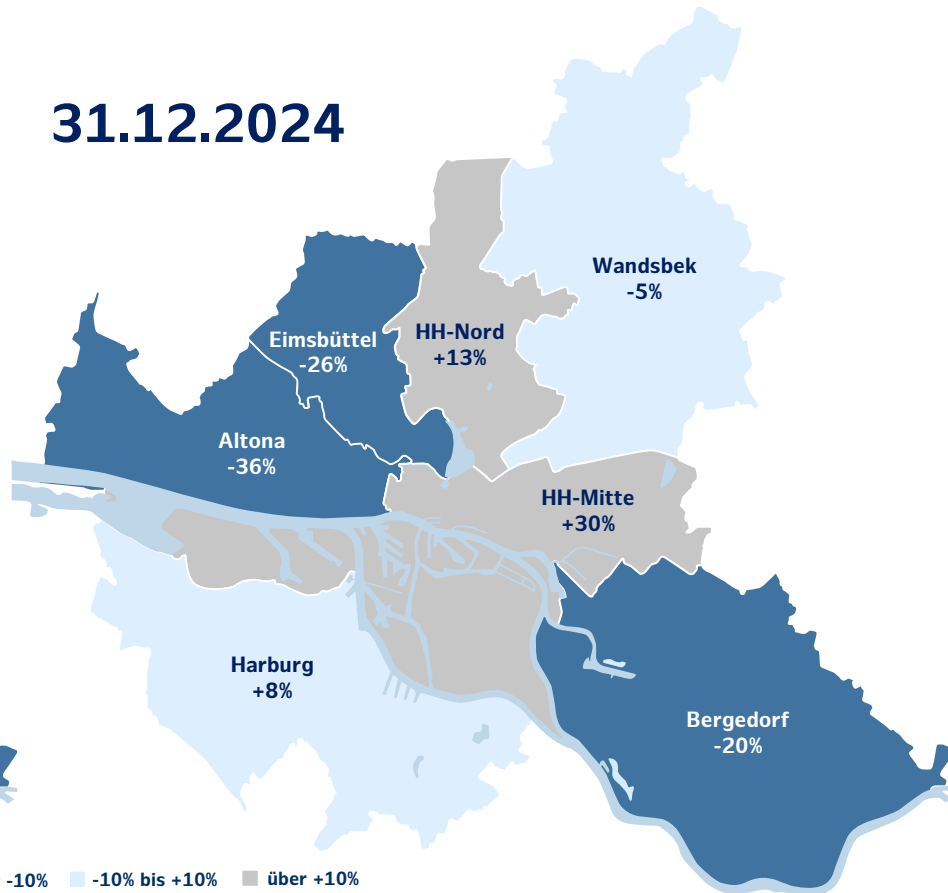 31.12.2024
Wandsbek
-5%
Eimsbüttel
-26%
HH-Nord
+13%
Altona
-36%
HH-Mitte
+30%
Harburg
+8%
Bergedorf
-20%
-10%
-10% bis +10%
über +10%